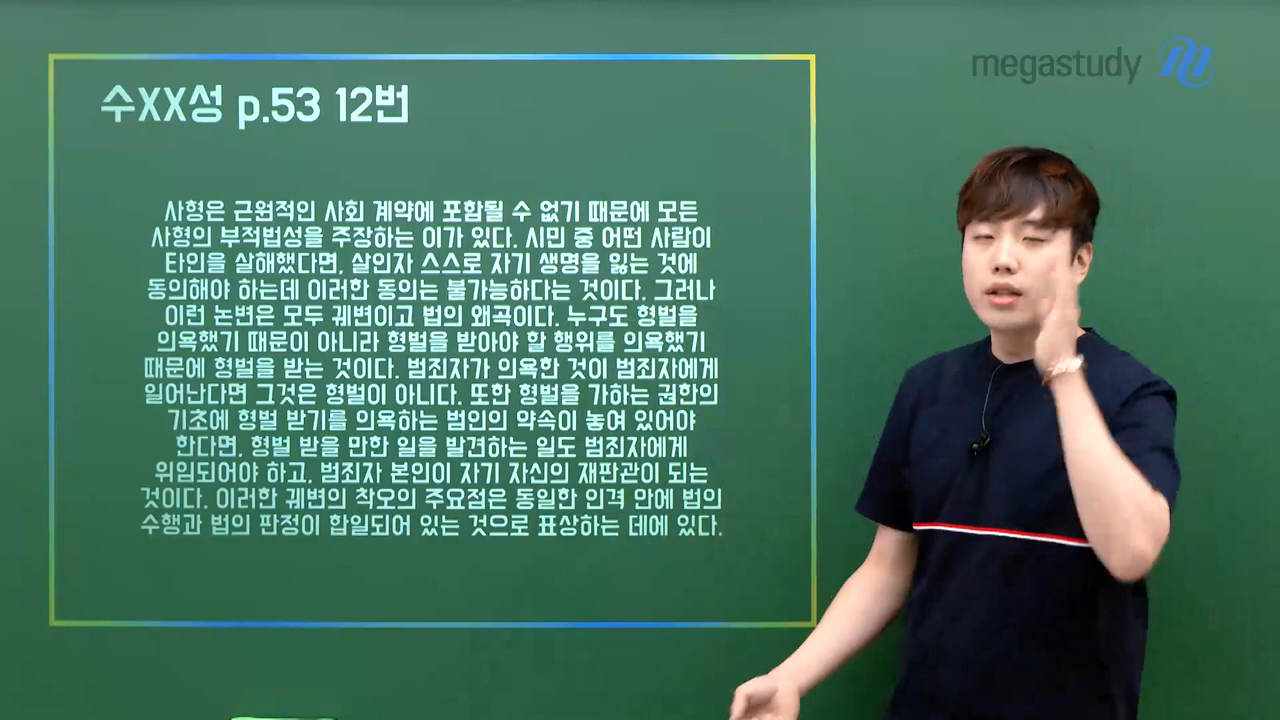 megastudy
수XX성 p.53 12번
사형은 근원적인 사회 계약에 포함될 수 없기 때문에 모든
사형의 부적법성을 주장하는 이가 있다. 시민 중 어떤 사람이
타인을 살해했다면, 살인자 스스로 자기 생명을 잃는 것에
동의해야 하는데 이러한 동의는 불가능하다는 것이다. 그러나
이런 논변은 모두 궤변이고 법의 왜곡이다. 누구도 형벌을
의욕했기 때문이 아니라 형벌을 받아야 할 행위를 의욕했기
때문에 형벌을 받는 것이다. 범죄자가 의욕한 것이 범죄자에게
일어난다면 그것은 형벌이 아니다. 또한 형벌을 가하는 권한의
기초에 형벌 받기를 의욕하는 범인의 약속이 놓여 있어야
한다면, 형벌 받을 만한 일을 발견하는 일도 범죄자에게
위임되어야 하고, 범죄자 본인이 자기 자신의 재판관이 되는
것이다. 이러한 궤변의 착오의 주요점은 동일한 인격 안에 법의
수행과 법의 판정이 합일되어 있는 것으로 표상하는 데에 있다.